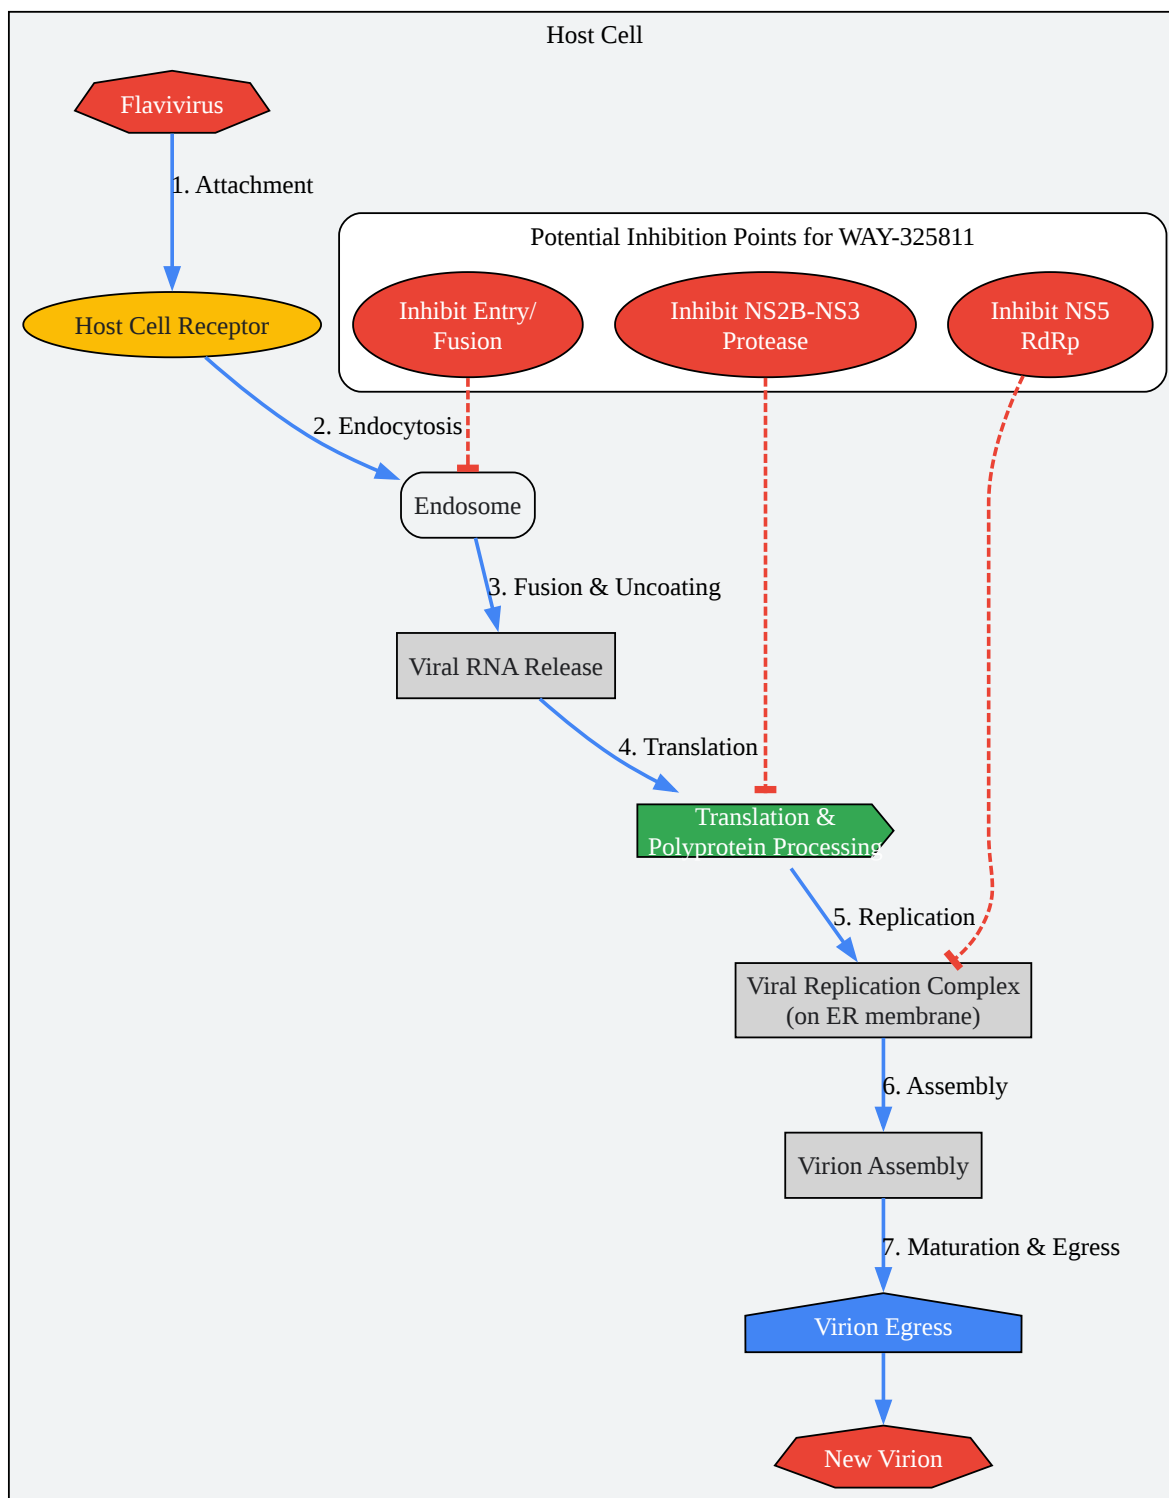 Host Cell
Flavivirus
1. Attachment
Potential Inhibition Points for WAY-325811
Host Cell Receptor
Inhibit Entry/
Fusion
Inhibit NS2B-NS3
Protease
Inhibit NS5
RdRp
2. Endocytosis
Endosome
3. Fusion & Uncoating
Viral RNA Release
4. Translation
Translation &
Polyprotein Processing
5. Replication
Viral Replication Complex
(on ER membrane)
6. Assembly
Virion Assembly
7. Maturation & Egress
Virion Egress
New Virion